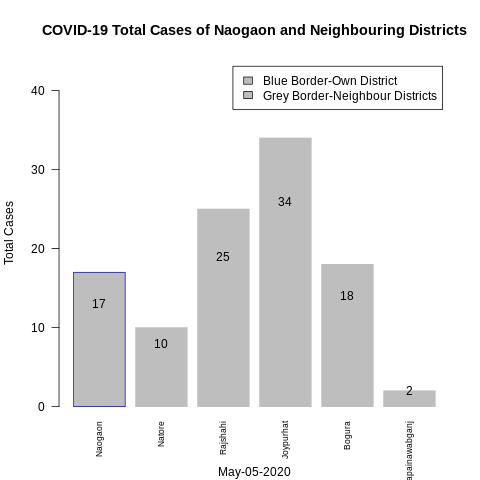 COVID-19 Total Cases of Naogaon and Neighbouring Districts
Blue Border-Own District
Grey Border-Neighbour Districts
Total Cases
40
30
20
10
0
17
10
25
34
18
2
Naogaon
Natore
Rajshahi
Joypurhat
Bogura
apainawabganj
May-05-2020